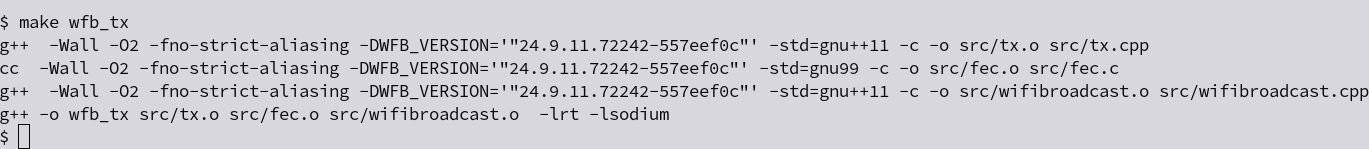 $ make wfb_tx
g++  -Wall -O2 -fno-strict-aliasing -DWFB_VERSION='"24.9.11.72242-557eef0c"' -std=gnu++11 -c -o src/tx.o src/tx.cpp
cc  -Wall -O2 -fno-strict-aliasing -DWFB_VERSION='"24.9.11.72242-557eef0c"' -std=gnu99 -c -o src/fec.o src/fec.c
g++  -Wall -O2 -fno-strict-aliasing -DWFB_VERSION='"24.9.11.72242-557eef0c"' -std=gnu++11 -c -o src/wifibroadcast.o src/wifibroadcast.cpp
g++ -o wfb_tx src/tx.o src/fec.o src/wifibroadcast.o  -lrt -lsodium
$